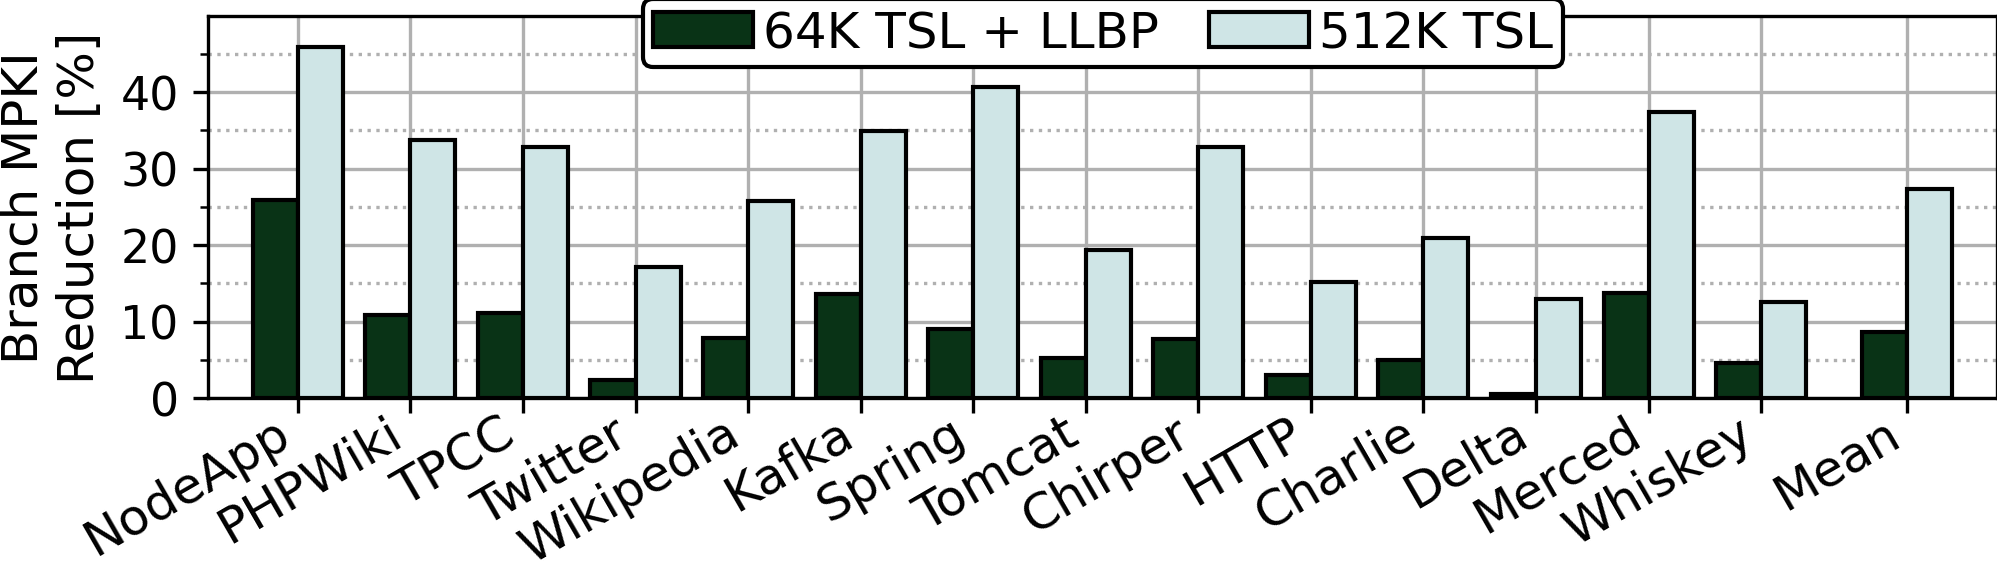 64K TSL + LLBP
512K TSL
Branch MPKI
Reduction [%]
40
30
20
10
0
NodeApp
PHPWiki
TPCC
Twitter
Wikipedia
Kafka
Spring
Tomcat
Chirper
HTTP
Charlie
Delta
Merced
Whiskey
Mean